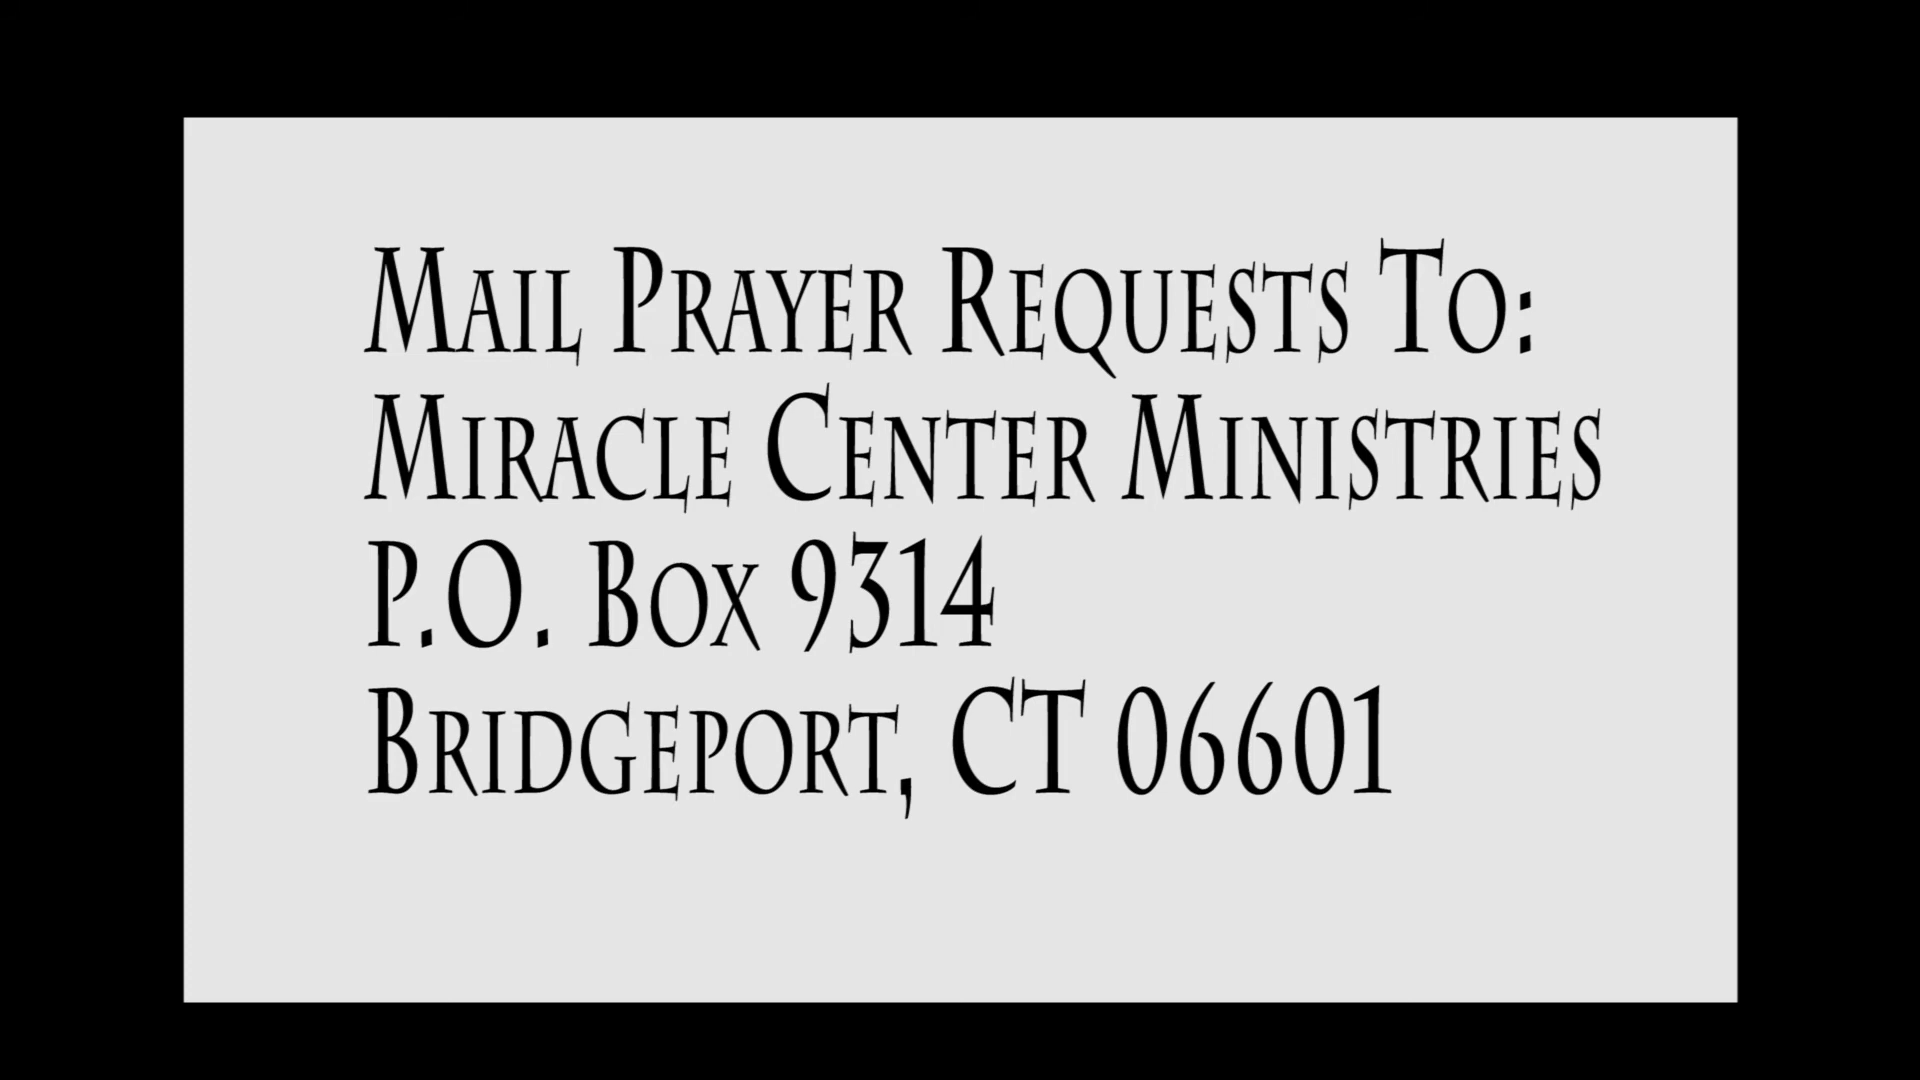 Mail Prayer Requests To:
Miracle Center Ministries
P.O. Box 9314
Bridgeport, CT 06601